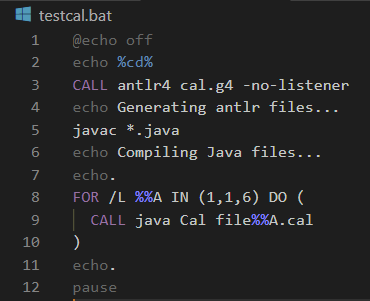 testcal.bat
1 @echo off
2 echo %cd%
3 CALL antlr4 cal.g4 -no-listener
4 echo Generating antlr files...
5 javac *.java
6 echo Compiling Java files...
7 echo.
8 FOR /L %%A IN (1,1,6) DO (
9 CALL java Cal file%%A.cal
10 )
11 echo.
12 pause